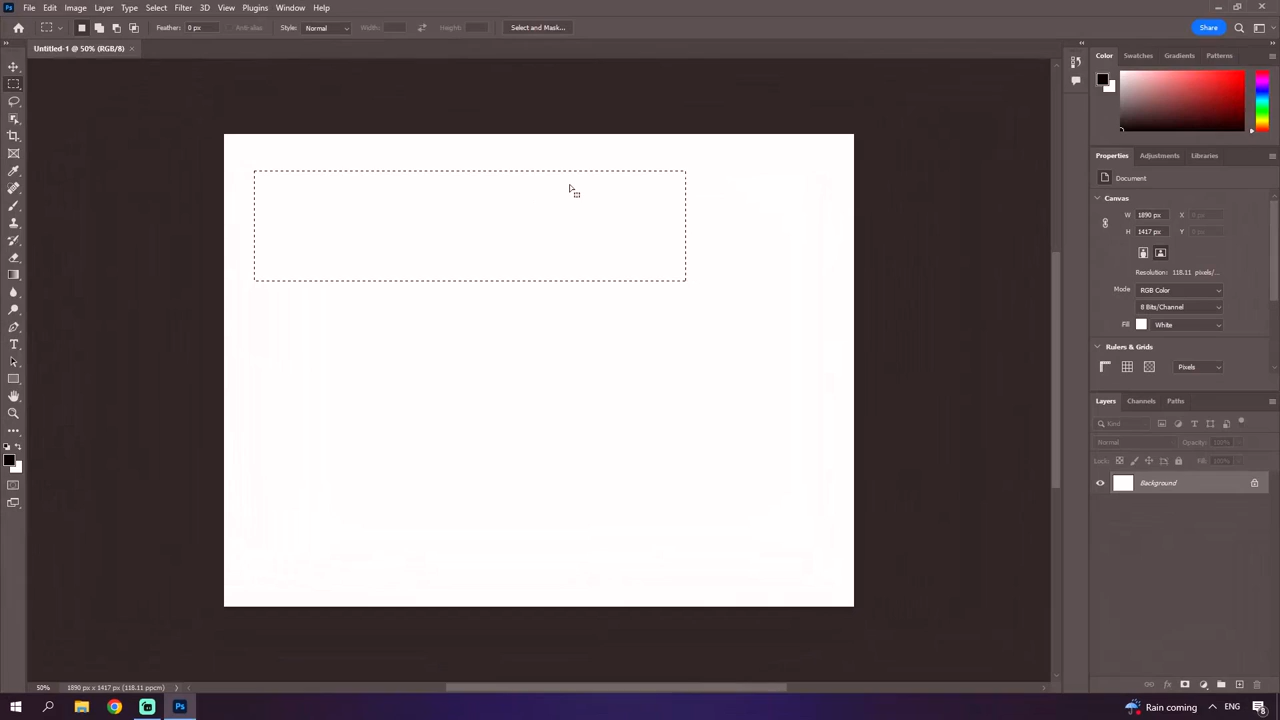 Ps File Edit Image Layer Type Select Filter 3D View Plugins Window Help
Feather: 0 px Anti-alias Style: Normal Width: Height: Select and Mask... Share
Untitled-1 @ 50% (RGB/8)
Color Swatches Gradients Patterns
Properties Adjustments Libraries
Document
Canvas
W 1890 px X 0 px
H 1417 px Y 0 px
Resolution: 118.11 pixels/...
Mode RGB Color
8 Bits/Channel
Fill White
Rulers & Grids
Pixels
Layers Channels Paths
Kind
Normal Opacity: 100%
Lock: Fill: 100%
Background
50% 1890 px x 1417 px (118.11 ppcm)
Ps Rain coming ENG 8